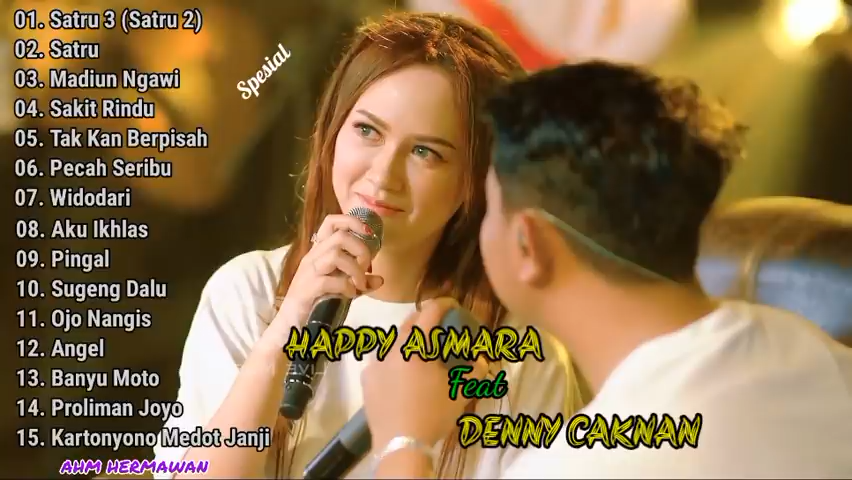 01. Satru 3 (Satru 2)
02. Satru
03. Madiun Ngawi
04. Sakit Rindu
05. Tak Kan Berpisah
06. Pecah Seribu
07. Widodari
08. Aku Ikhlas
09. Pingal
10. Sugeng Dalu
11. Ojo Nangis
12. Angel
13. Banyu Moto
14. Proliman Joyo
15. Kartonyono Medot Janji
AHM HERMAWAN
Spesial
HAPPY ASMARA
Feat
DENNY CAKNAN